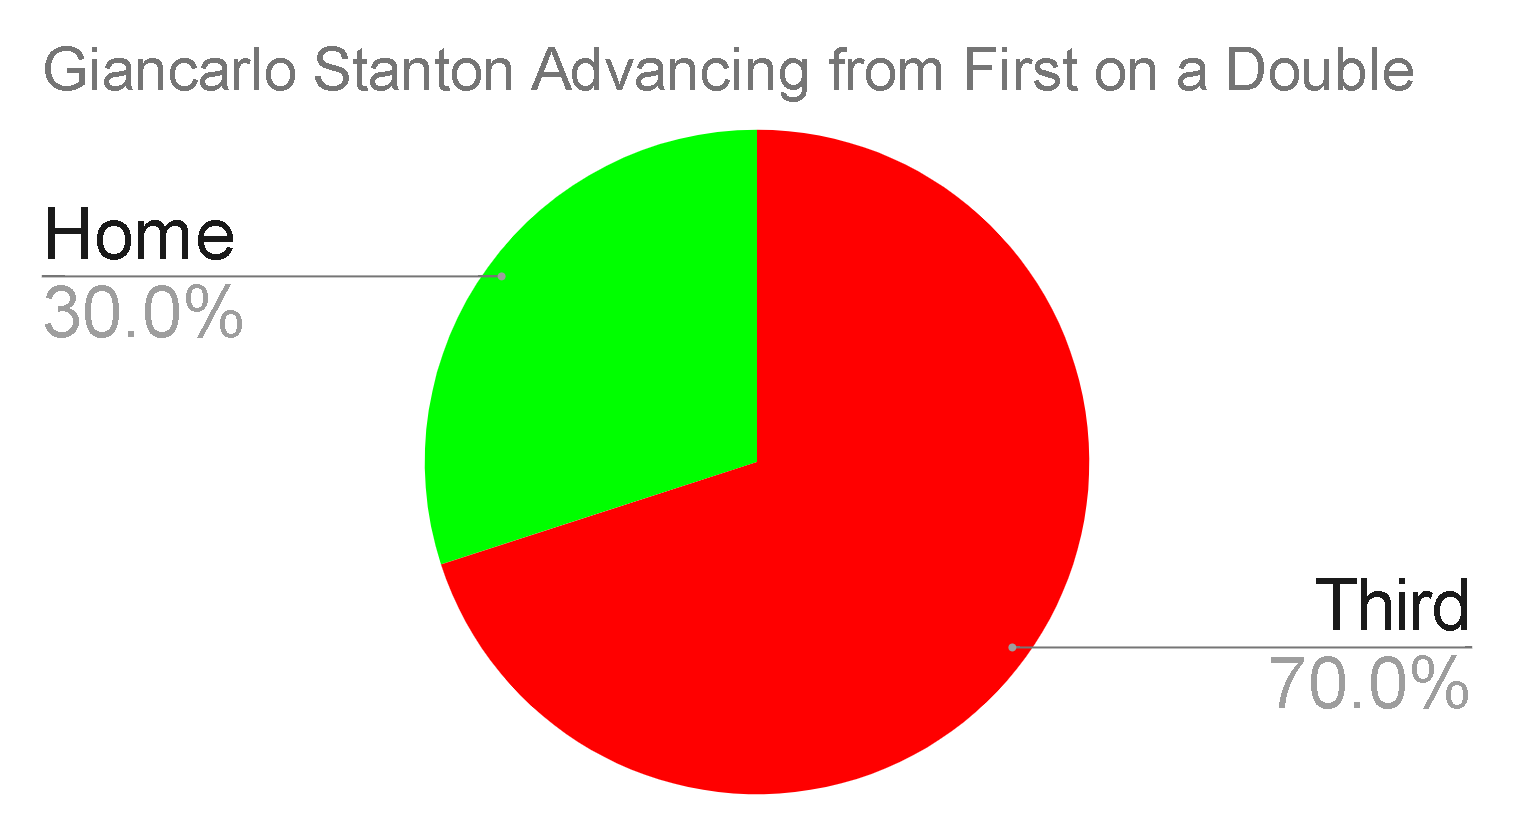 Giancarlo Stanton Advancing from First on a Double
Home
30.0%
Third
70.0%